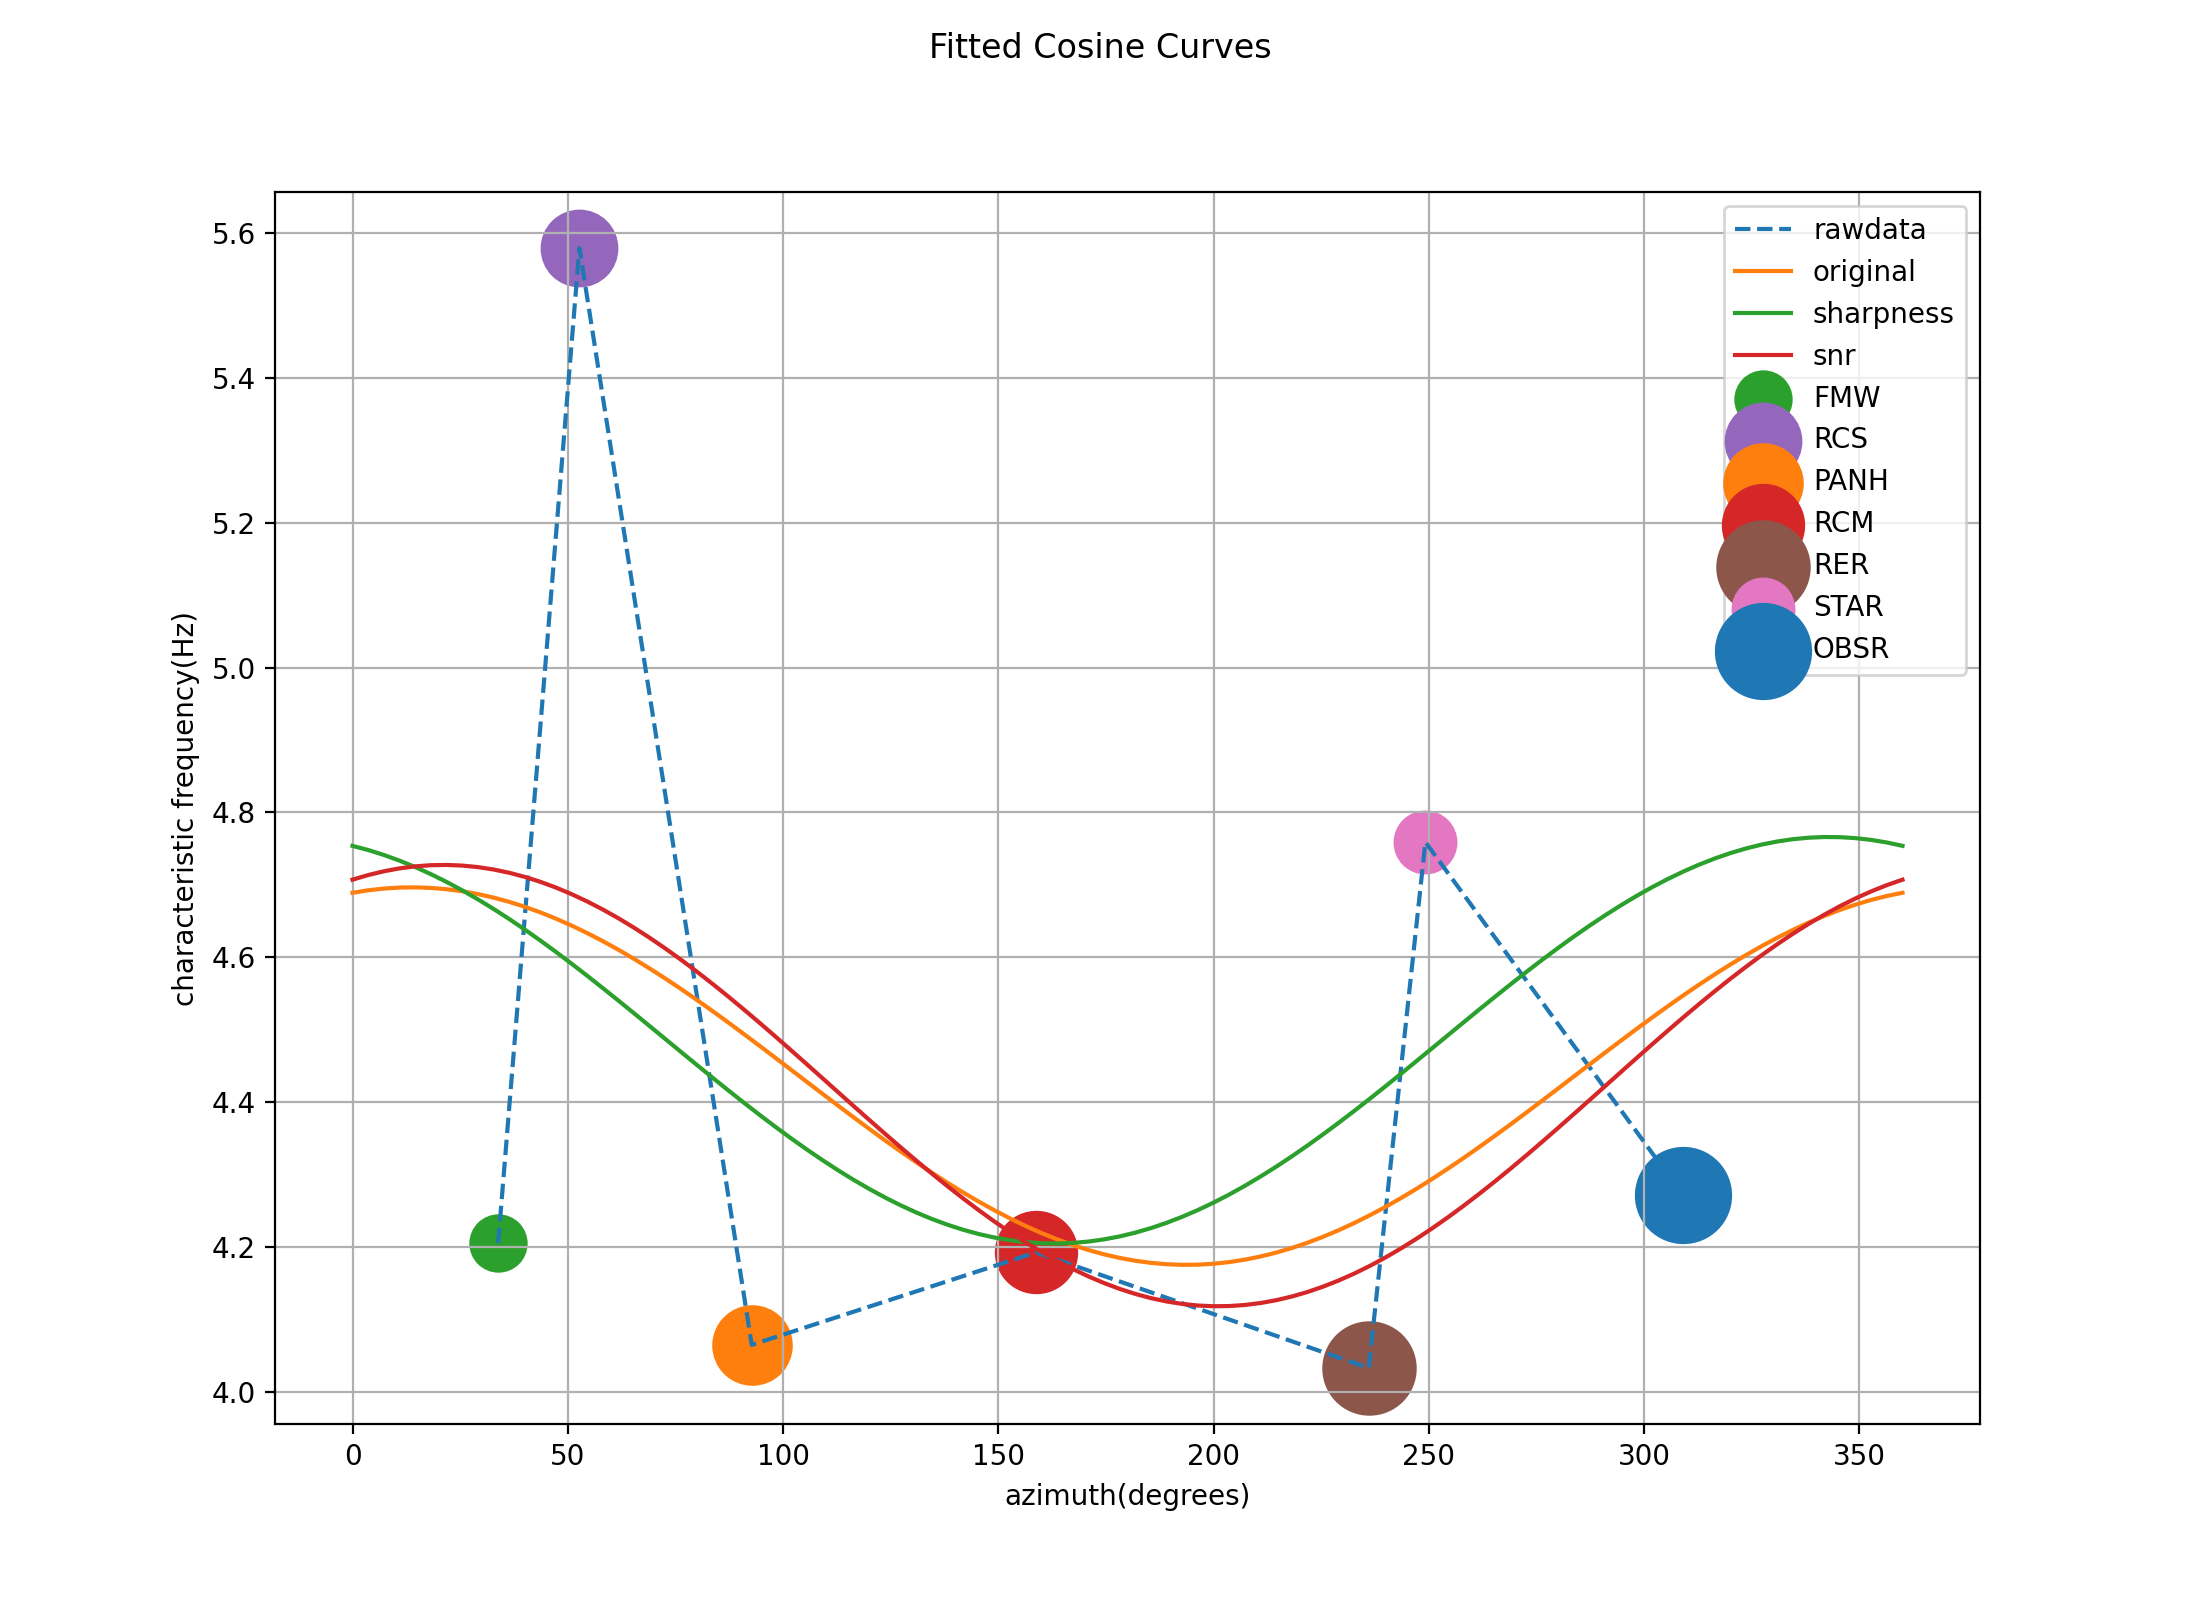 Fitted Cosine Curves
5.6
5.4
5.2
5.0
4.8
4.6
4.4
4.2
4.0
characteristic frequency(Hz)
rawdata
original
sharpness
snr
FMW
RCS
PANH
RCM
RER
STAR
OBSR
0 50 100 150 200 250 300 350
azimuth(degrees)